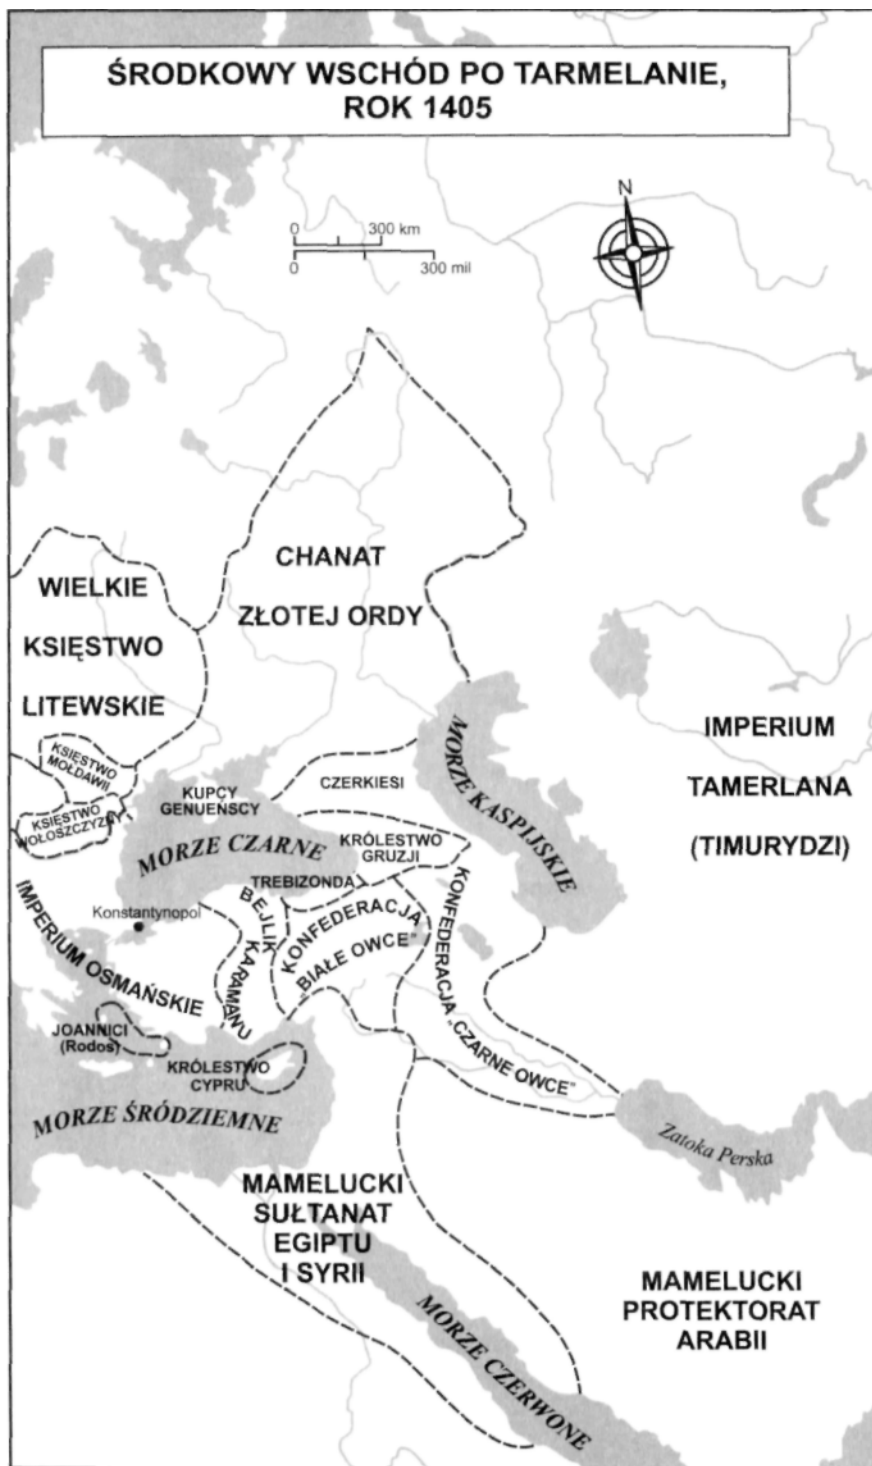 ŚRODKOWY WSCHÓD PO TARMELANIE,
ROK 1405
N
0 300 km
0 300 mil
CHANAT
ZŁOTEJ ORDY
WIELKIE
KSIĘSTWO
LITEWSKIE
IMPERIUM
TAMERLANA
(TIMURYDZI)
KSIĘSTWO
MOŁDAWII
KSIĘSTWO
WOŁOSZCZYZNY
KUPCY
GENUEŃSCY
CZERKIESI
MORZE KASPIJSKIE
MORZE CZARNE
KRÓLESTWO
GRUZJI
TREBIZONDA
Konstantynopol
BEJLIK
KARAMANU
KONFEDERACJA
„BIAŁE OWCE”
KONFEDERACJA „CZARNE OWCE”
IMPERIUM OSMAŃSKIE
JOANNICI
(Rodos)
KRÓLESTWO
CYPRU
MORZE ŚRÓDZIEMNE
Zatoka Perska
MAMELUCKI
SUŁTANAT
EGIPTU
I SYRII
MORZE CZERWONE
MAMELUCKI
PROTEKTORAT
ARABII